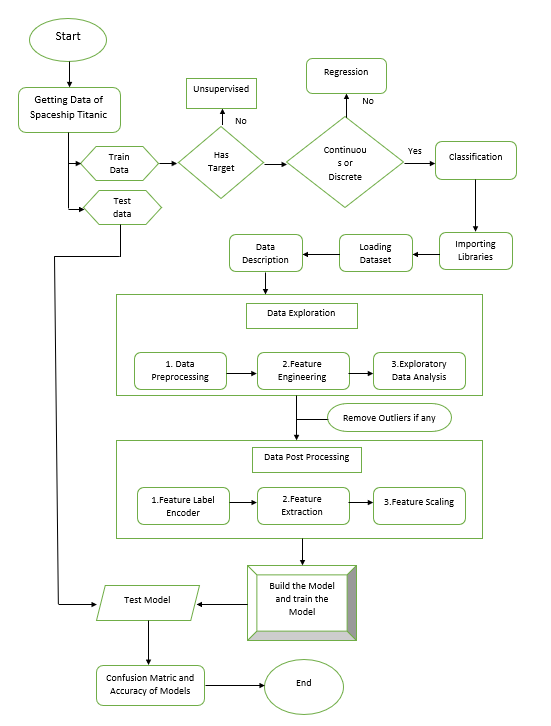 Start
Getting Data of
Spaceship Titanic
Unsupervised
No
Regression
No
Train
Data
Has
Target
Continuou
s or
Discrete
Yes
Classification
Test
data
Data
Description
Loading
Dataset
Importing
Libraries
Data Exploration
1. Data
Preprocessing
2.Feature
Engineering
3.Exploratory
Data Analysis
Remove Outliers if any
Data Post Processing
1.Feature Label
Encoder
2.Feature
Extraction
3.Feature Scaling
Build the Model
and train the
Model
Test Model
Confusion Matric and
Accuracy of Models
End